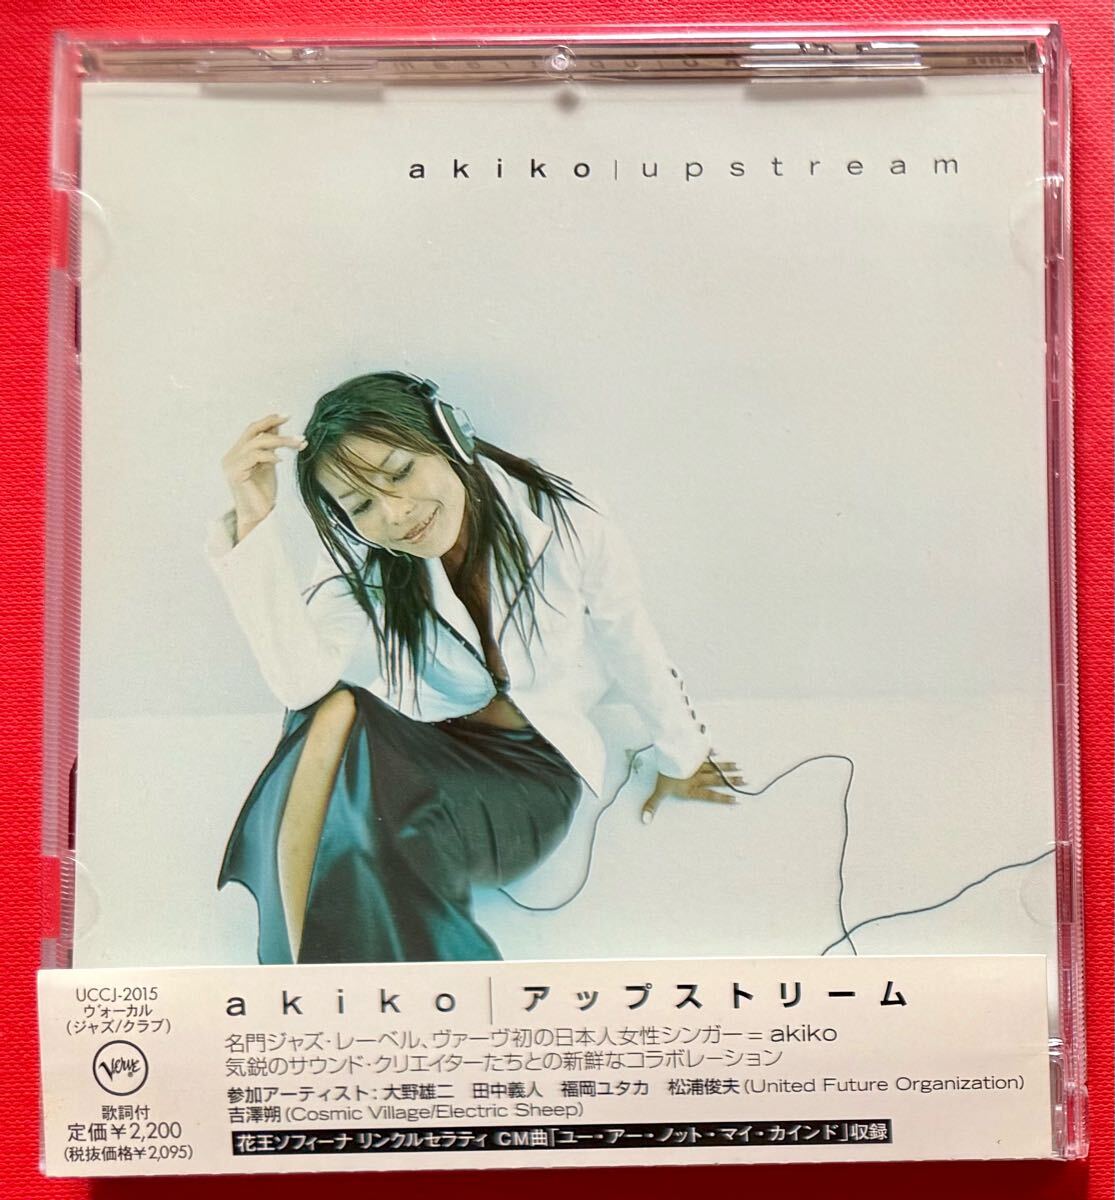 akiko | upstream
UCCJ-2015
ヴォーカル
(ジャズ/クラブ)
Verve
歌詞付
定価¥2,200
(税抜価格¥2,095)
akiko | アップストリーム
名門ジャズ・レーベル、ヴァーヴ初の日本人女性シンガー=akiko
気鋭のサウンド・クリエイターたちとの新鮮なコラボレーション
参加アーティスト:大野雄二 田中義人 福岡ユタカ 松浦俊夫(United Future Organization)
吉澤朔(Cosmic Village/Electric Sheep)
花王ソフィーナ リンクルセラティ CM曲「ユー・アー・ノット・マイ・カインド」収録